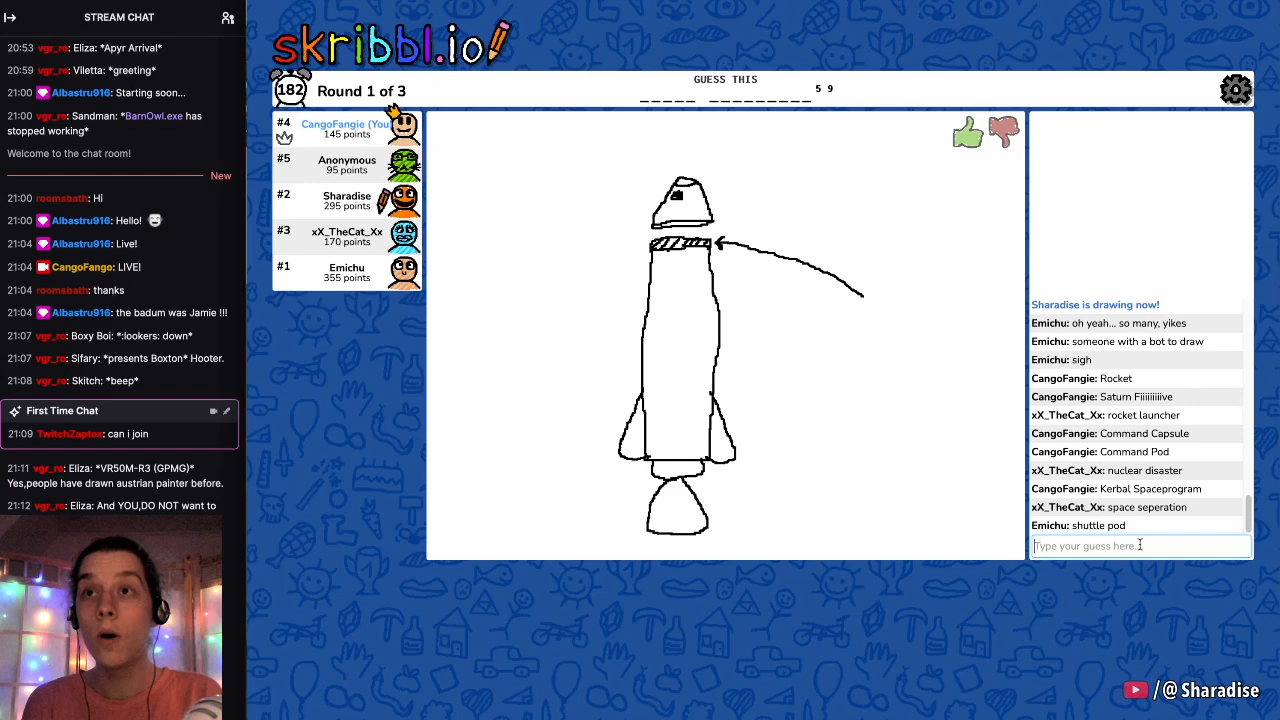 STREAM CHAT
20:53 vgr_ro: Eliza: *Apyr Arrival*
20:59 vgr_ro: Viletta: *greeting*
21:00 Albastru916: Starting soon...
21:00 vgr_ro: Samsonn: *BarnOwl.exe has
stopped working*
Welcome to the chat room!
New
21:00 roomsbath: Hi
21:00 Albastru916: Hello!
21:04 Albastru916: Live!
21:04 CangoFango: LIVE!
21:04 roomsbath: thanks
21:04 Albastru916: the badum was Jamie !!!
21:07 vgr_ro: Boxy Boi: *:lookers: down*
21:07 vgr_ro: Sifary: *presents Boxton* Hooter.
21:08 vgr_ro: Skitch: *beep*
First Time Chat
21:09 TwitchZaptox: can i join
21:11 vgr_ro: Eliza: *VR50M-R3 (GPMG)*
Yes,people have drawn austrian painter before.
21:12 vgr_ro: Eliza: And YOU,DO NOT want to
skribbl.io
182
Round 1 of 3
GUESS THIS
_____ _________ 5 9
#4 CangoFangie (You)
145 points
#5 Anonymous
95 points
#2 Sharadise
295 points
#3 xX_TheCat_Xx
170 points
#1 Emichu
355 points
Sharadise is drawing now!
Emichu: oh yeah... so many, yikes
Emichu: someone with a bot to draw
Emichu: sigh
CangoFangie: Rocket
CangoFangie: Saturn Fiiiiiiiiive
xX_TheCat_Xx: rocket launcher
CangoFangie: Command Capsule
CangoFangie: Command Pod
xX_TheCat_Xx: nuclear disaster
CangoFangie: Kerbal Spaceprogram
xX_TheCat_Xx: space seperation
Emichu: shuttle pod
Type your guess here...
/@Sharadise